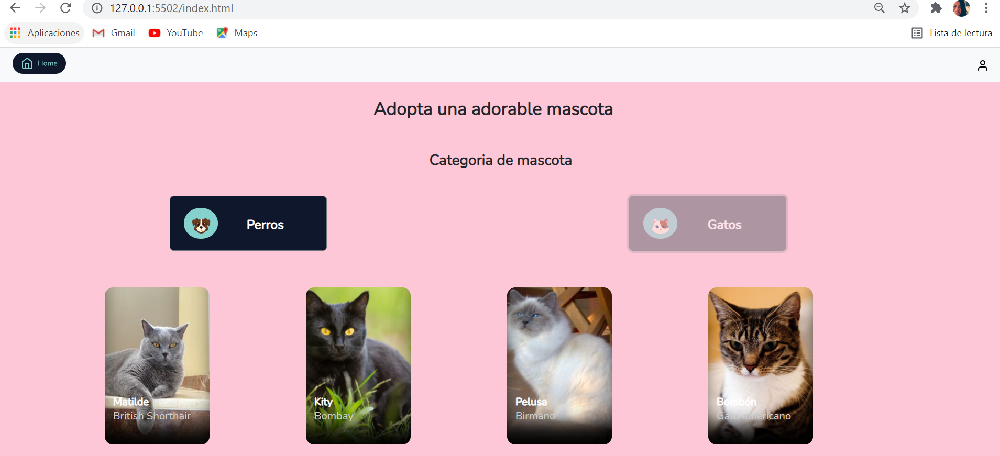 127.0.0.1:5502/index.html
Aplicaciones Gmail YouTube Maps Lista de lectura
Home
Adopta una adorable mascota
Categoria de mascota
Perros Gatos
Matilde Kity Pelusa Bombón
British Shorthair Bombay Birmano Gato americano